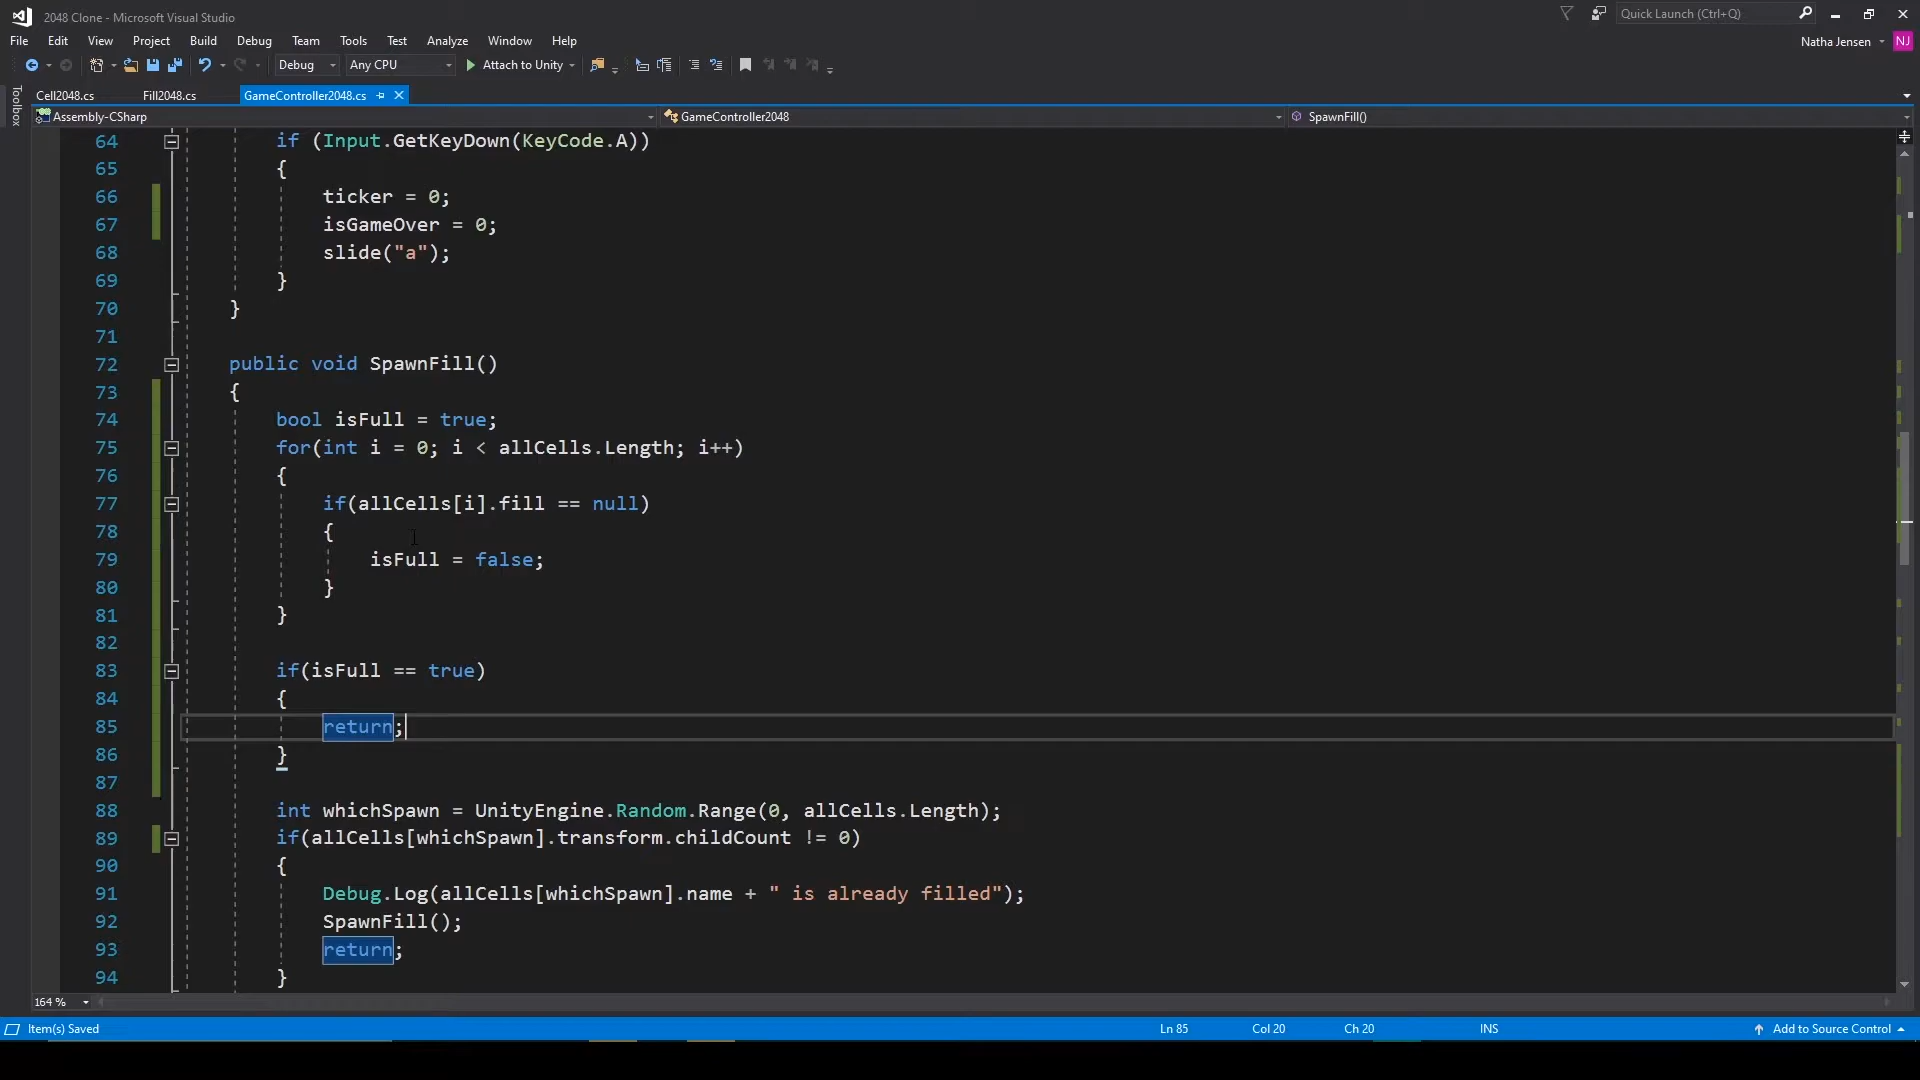 2048 Clone - Microsoft Visual Studio
Quick Launch (Ctrl+Q)
File Edit View Project Build Debug Team Tools Test Analyze Window Help
Natha Jensen NJ
Debug Any CPU Attach to Unity
Toolbox
Cell2048.cs Fill2048.cs GameController2048.cs
Assembly-CSharp GameController2048 SpawnFill()
64 if (Input.GetKeyDown(KeyCode.A))
65 {
66 ticker = 0;
67 isGameOver = 0;
68 slide("a");
69 }
70 }
71
72 public void SpawnFill()
73 {
74 bool isFull = true;
75 for(int i = 0; i < allCells.Length; i++)
76 {
77 if(allCells[i].fill == null)
78 {
79 isFull = false;
80 }
81 }
82
83 if(isFull == true)
84 {
85 return;
86 }
87
88 int whichSpawn = UnityEngine.Random.Range(0, allCells.Length);
89 if(allCells[whichSpawn].transform.childCount != 0)
90 {
91 Debug.Log(allCells[whichSpawn].name + " is already filled");
92 SpawnFill();
93 return;
94 }
164 %
Item(s) Saved Ln 85 Col 20 Ch 20 INS Add to Source Control